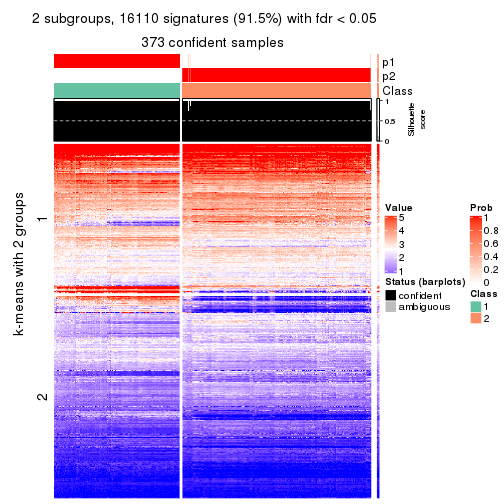 2 subgroups, 16110 signatures (91.5%) with fdr < 0.05
373 confident samples
p1
p2
Class
1
0.5
0
Silhouette
score
k-means with 2 groups
1
2
Value
5
4
3
2
1
Status (barplots)
confident
ambiguous
Prob
1
0.8
0.6
0.4
0.2
0
Class
1
2